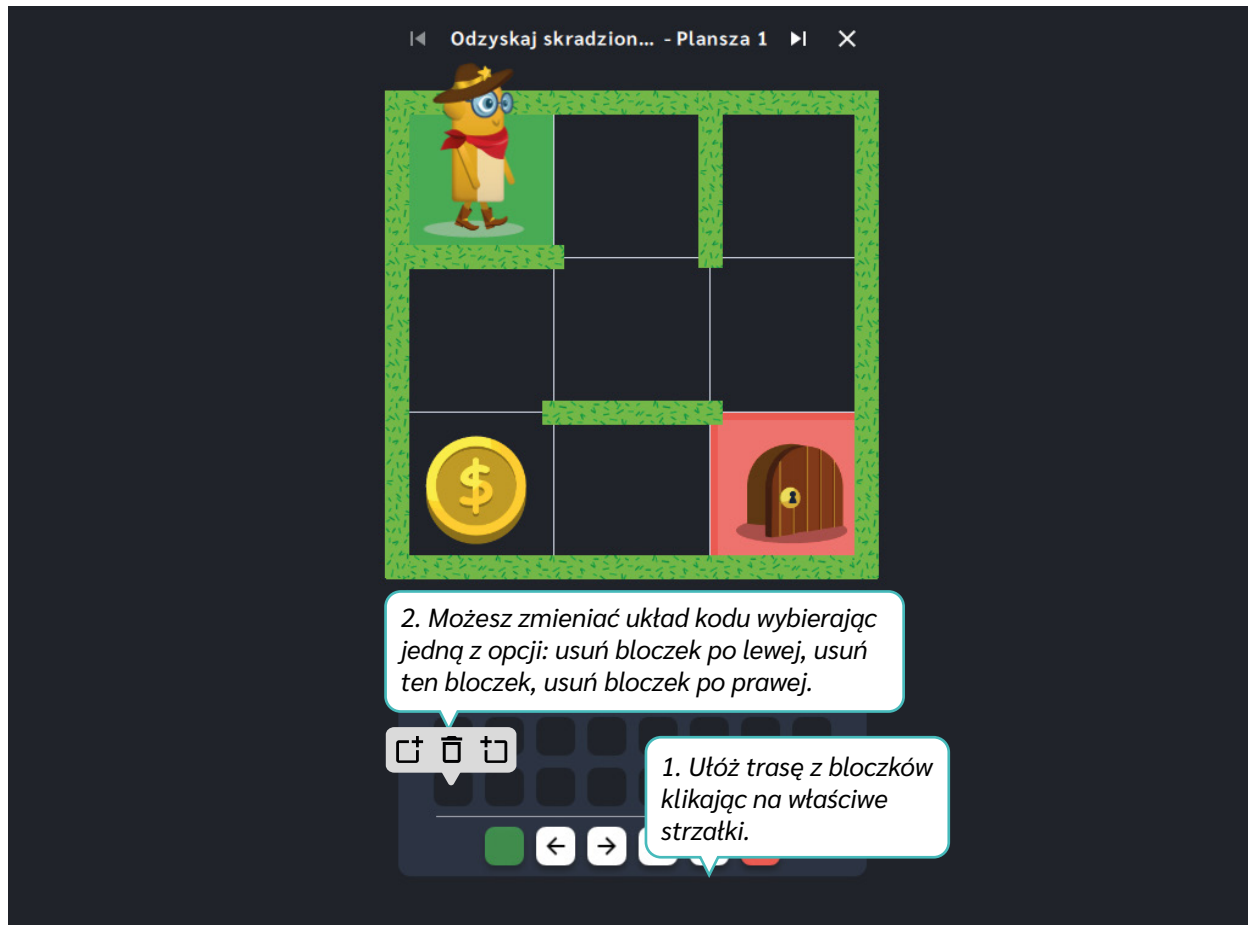 Odzyskaj skradzion... - Plansza 1
$
2. Możesz zmieniać układ kodu wybierając
jedną z opcji: usuń bloczek po lewej, usuń
ten bloczek, usuń bloczek po prawej.
1. Ułóż trasę z bloczków
klikając na właściwe
strzałki.